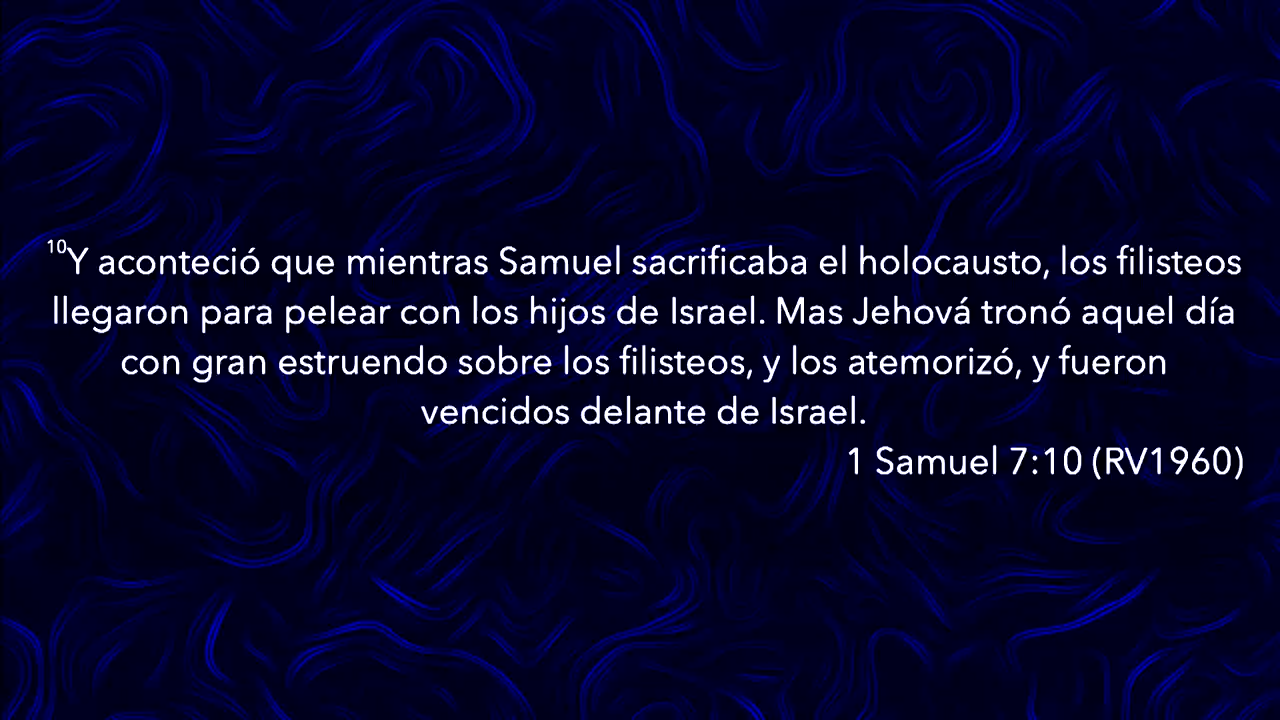 ¹⁰Y aconteció que mientras Samuel sacrificaba el holocausto, los filisteos
llegaron para pelear con los hijos de Israel. Mas Jehová tronó aquel día
con gran estruendo sobre los filisteos, y los atemorizó, y fueron
vencidos delante de Israel.
1 Samuel 7:10 (RV1960)